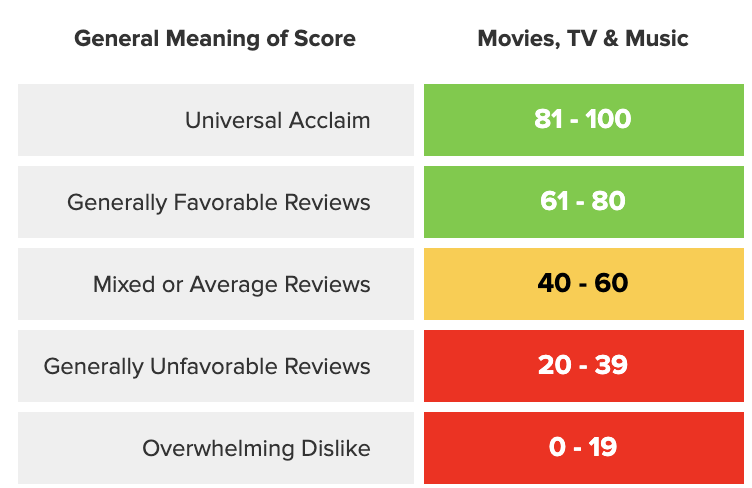 General Meaning of Score
Movies, TV & Music
Universal Acclaim
81 - 100
Generally Favorable Reviews
61 - 80
Mixed or Average Reviews
40 - 60
Generally Unfavorable Reviews
20 - 39
Overwhelming Dislike
0 - 19